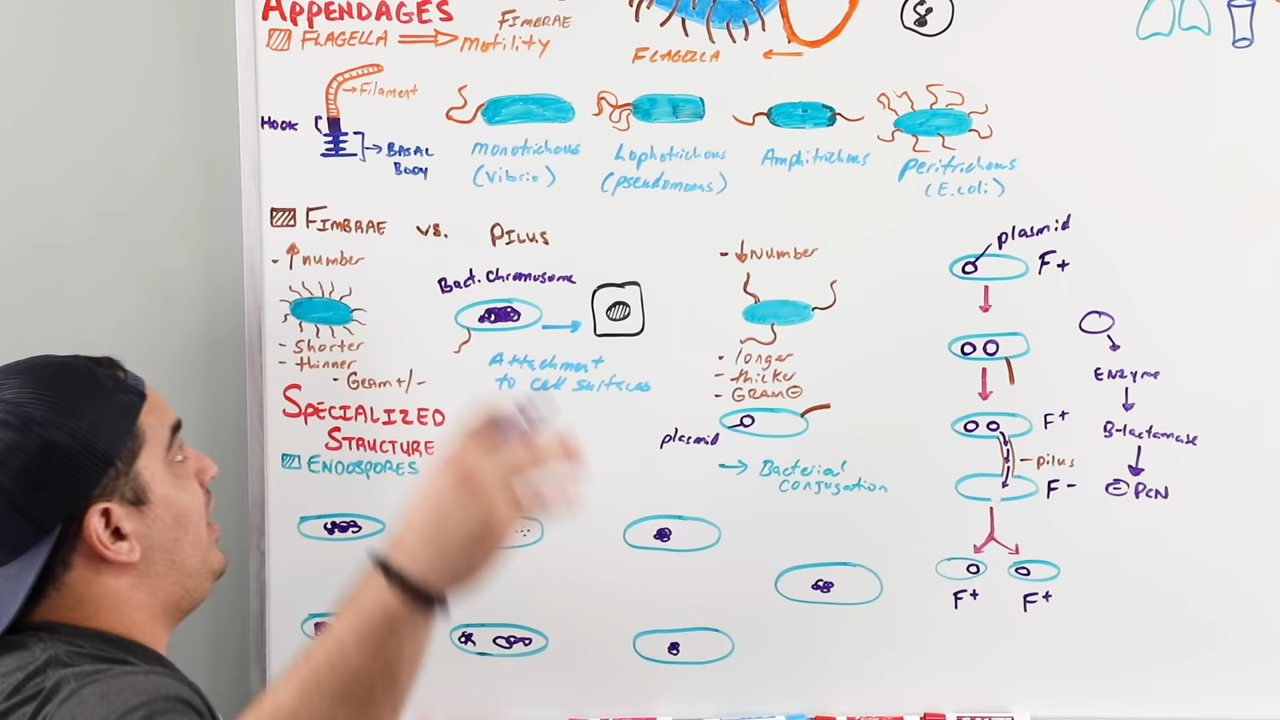 APPENDAGES
FIMBRAE
FLAGELLA
motility
FLAGELLA
Filament
HOOK
BASAL
BODY
monotrichous
(vibrio)
Lophotrichous
(pseudomonas)
Amphitrichous
peritrichous
(E.coli)
FIMBRAE vs. PILUS
- ↑ number
Bact. Chromosome
- ↓ Number
plasmid
F+
- Shorter
- thinner
- GRAM +/-
Attachment
to cell surfaces
- longer
- thicker
- GRAM ⊖
ENZYME
B-lactamase
⊖ PCN
SPECIALIZED
STRUCTURE
ENDOSPORES
plasmid
→ Bacterial
conjugation
F+
pilus
F-
F+
F+